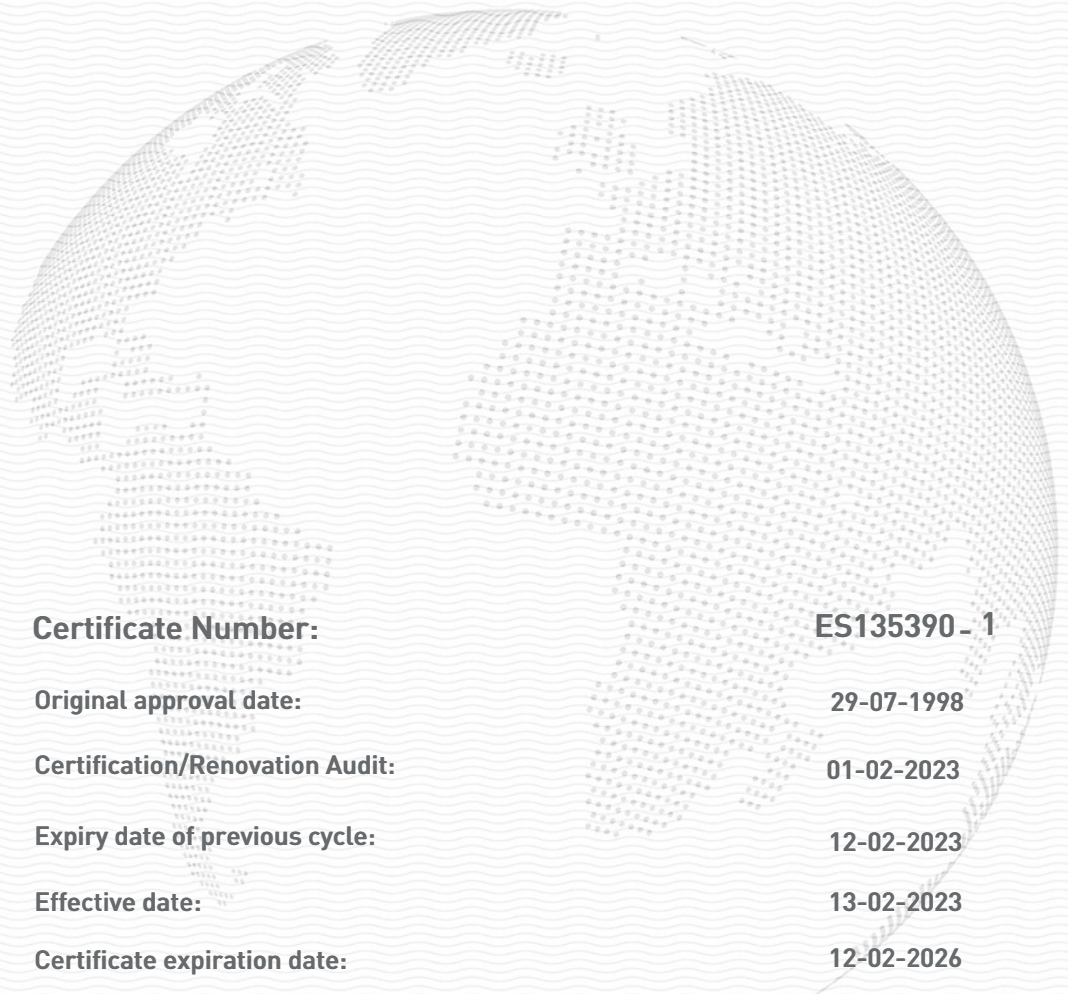 Certificate Number: ES135390- 1
Original approval date: 29-07-1998
Certification/Renovation Audit: 01-02-2023
Expiry date of previous cycle: 12-02-2023
Effective date: 13-02-2023
Certificate expiration date: 12-02-2026